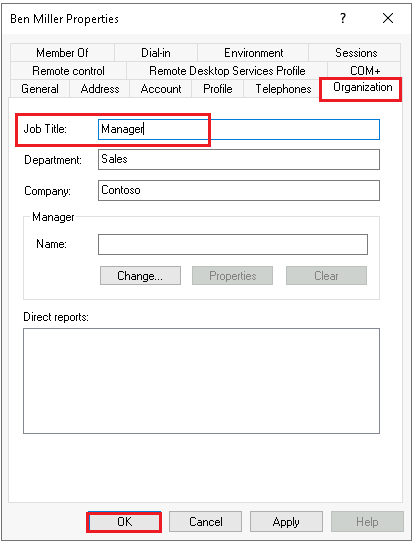 Ben Miller Properties ? ×
Member Of Dial-in Environment Sessions
Remote control Remote Desktop Services Profile COM+
General Address Account Profile Telephones Organization
Job Title: Manager
Department: Sales
Company: Contoso
Manager
Name:
Change... Properties Clear
Direct reports:
OK Cancel Apply Help